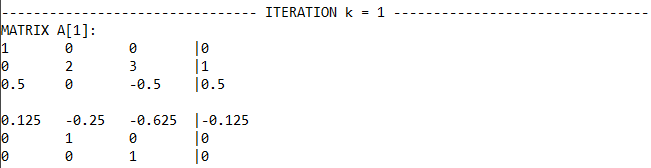 ------------------------------- ITERATION k = 1 -------------------------------
MATRIX A[1]:
1 0 0 |0
0 2 3 |1
0.5 0 -0.5 |0.5
0.125 -0.25 -0.625 |-0.125
0 1 0 |0
0 0 1 |0